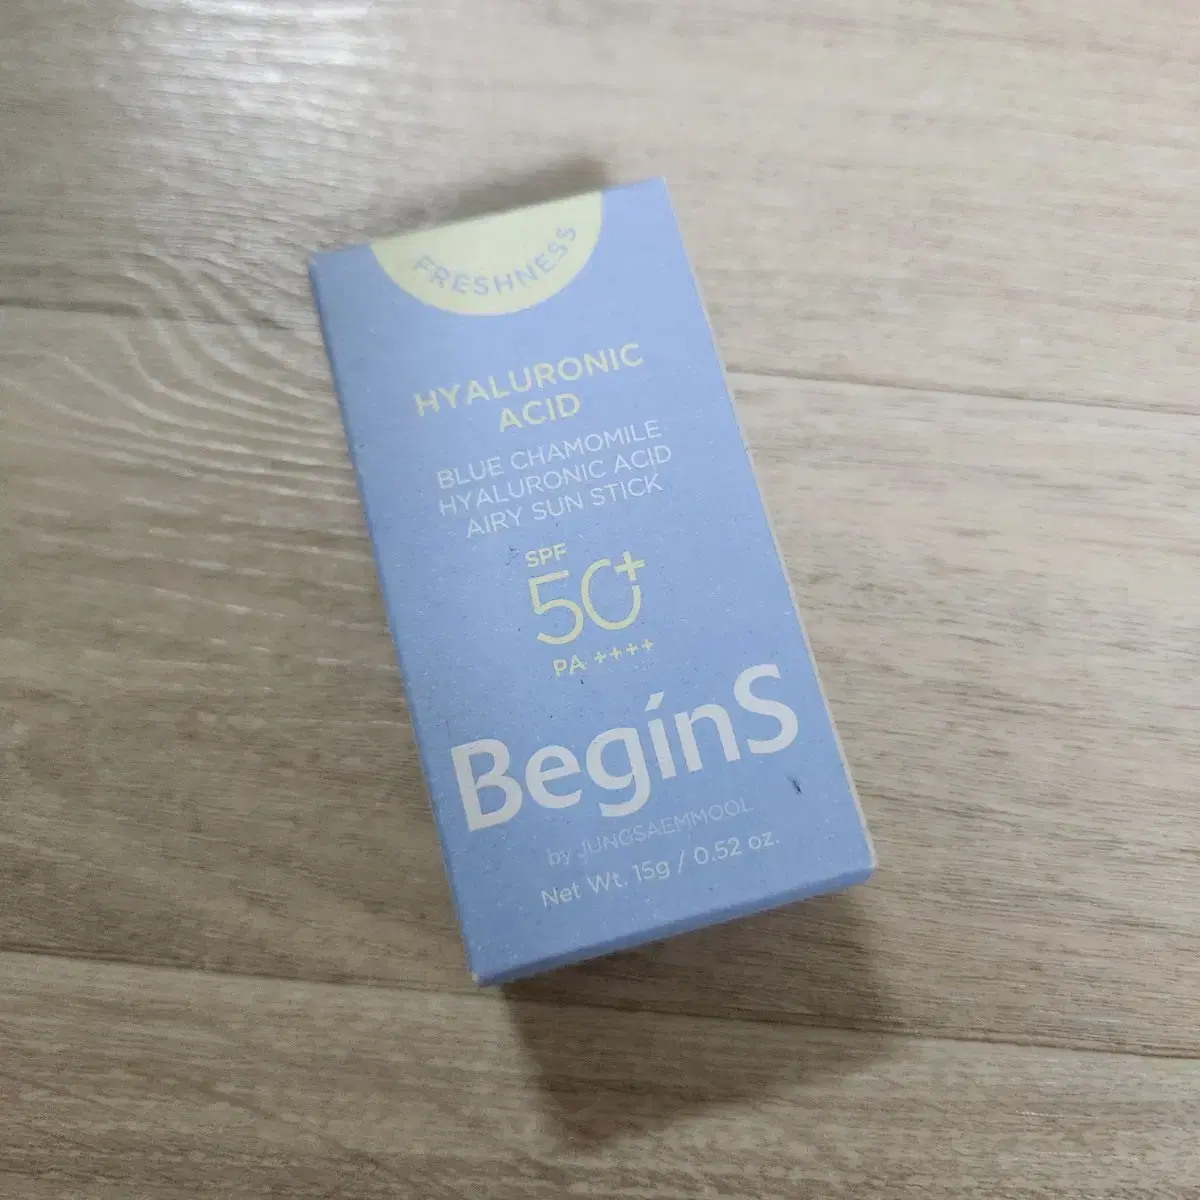 FRESHNESS
HYALURONIC
ACID
BLUE CHAMOMILE
HYALURONIC ACID
AIRY SUN STICK
SPF
50+
PA ++++
BegínS
by JUNGSAEMMOOL
Net Wt. 15g / 0.52 oz.